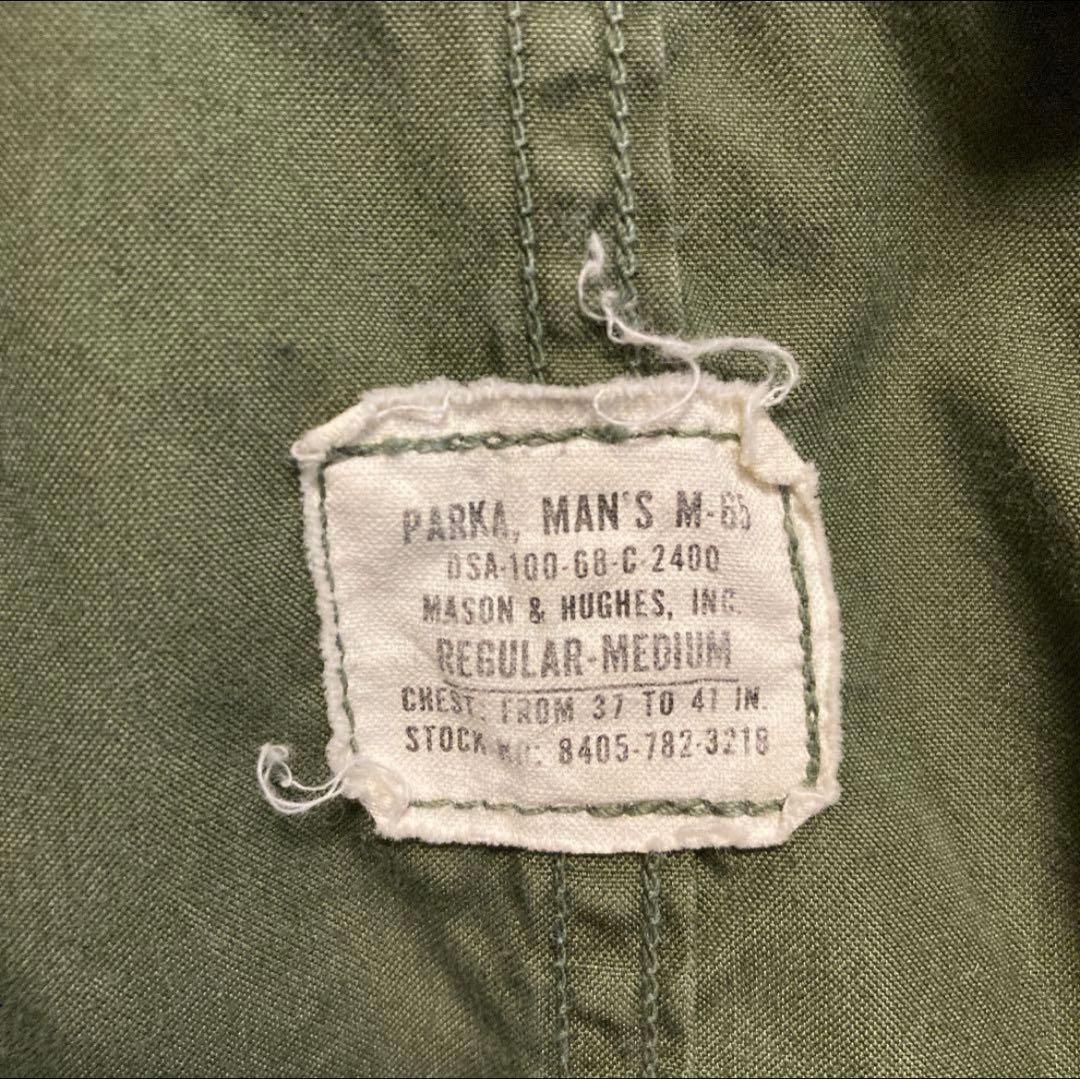 PARKA, MAN'S M-65
DSA-100-68-C-2400
MASON & HUGHES, INC.
REGULAR-MEDIUM
CHEST: FROM 37 TO 41 IN.
STOCK NO: 8405-782-3218